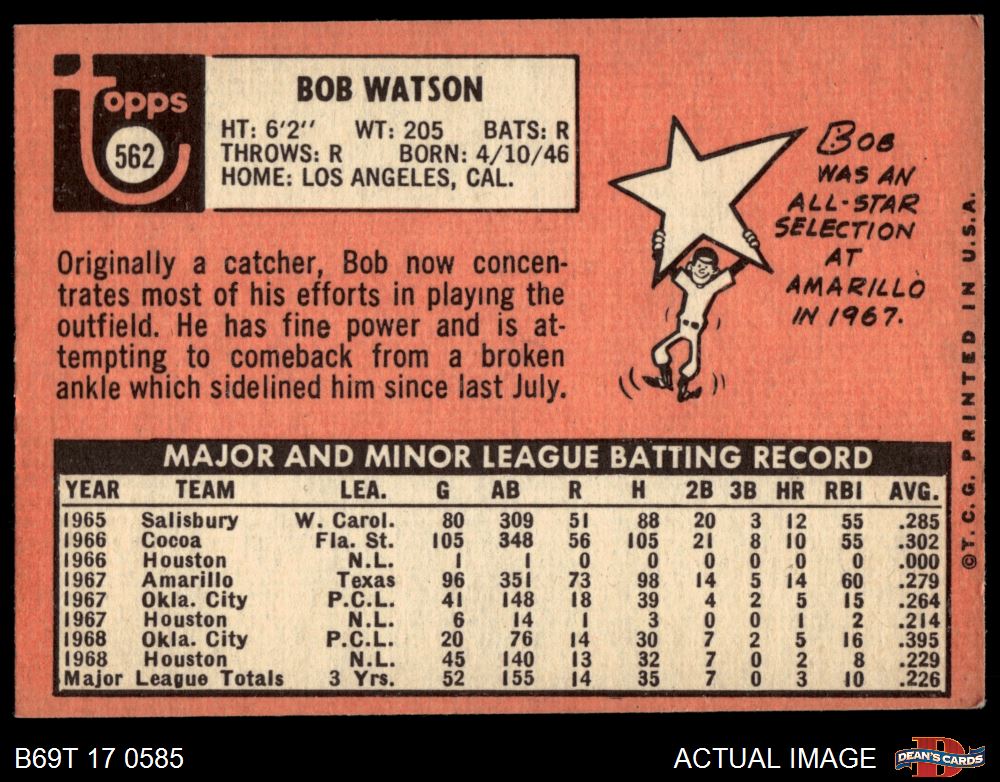 Topps
562
BOB WATSON
HT: 6'2'' WT: 205 BATS: R
THROWS: R BORN: 4/10/46
HOME: LOS ANGELES, CAL.
Originally a catcher, Bob now concen-
trates most of his efforts in playing the
outfield. He has fine power and is at-
tempting to comeback from a broken
ankle which sidelined him since last July.
BOB
WAS AN
ALL-STAR
SELECTION
AT
AMARILLO
IN 1967.
MAJOR AND MINOR LEAGUE BATTING RECORD
YEAR TEAM LEA. G AB R H 2B 3B HR RBI AVG.
1965 Salisbury W. Carol. 80 309 51 88 20 3 12 55 .285
1966 Cocoa Fla. St. 105 348 56 105 21 8 10 55 .302
1966 Houston N.L. 1 1 0 0 0 0 0 0 .000
1967 Amarillo Texas 96 351 73 98 14 5 14 60 .279
1967 Okla. City P.C.L. 41 148 18 39 4 2 5 15 .264
1967 Houston N.L. 6 14 1 3 0 0 1 2 .214
1968 Okla. City P.C.L. 20 76 14 30 7 2 5 16 .395
1968 Houston N.L. 45 140 13 32 7 0 2 8 .229
Major League Totals 3 Yrs. 52 155 14 35 7 0 3 10 .226
©T. C. G. PRINTED IN U.S.A.
B69T 17 0585
ACTUAL IMAGE
D
DEAN'S CARDS